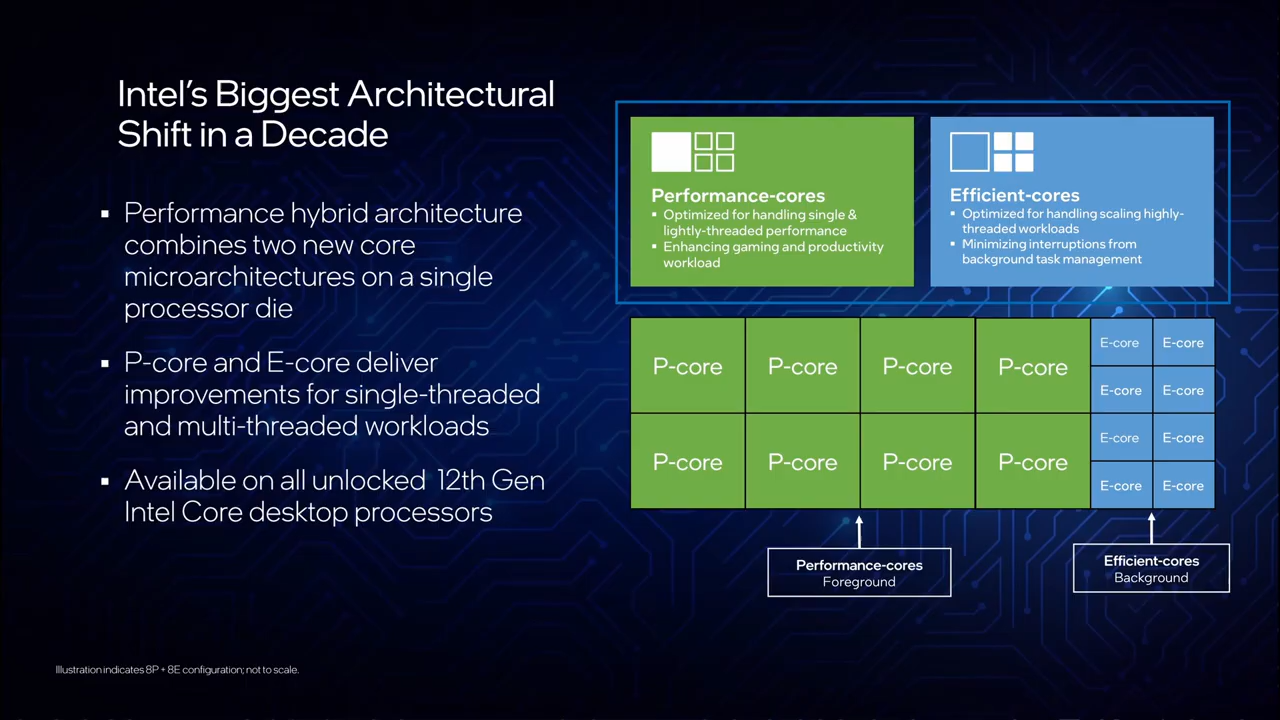 Intel's Biggest Architectural
Shift in a Decade
▪ Performance hybrid architecture
combines two new core
microarchitectures on a single
processor die
▪ P-core and E-core deliver
improvements for single-threaded
and multi-threaded workloads
▪ Available on all unlocked 12th Gen
Intel Core desktop processors
Performance-cores
▪ Optimized for handling single &
lightly-threaded performance
▪ Enhancing gaming and productivity
workload
Efficient-cores
▪ Optimized for handling scaling highly-
threaded workloads
▪ Minimizing interruptions from
background task management
P-core P-core P-core P-core E-core E-core
E-core E-core
P-core P-core P-core P-core E-core E-core
E-core E-core
Performance-cores
Foreground
Efficient-cores
Background
Illustration indicates 8P + 8E configuration; not to scale.